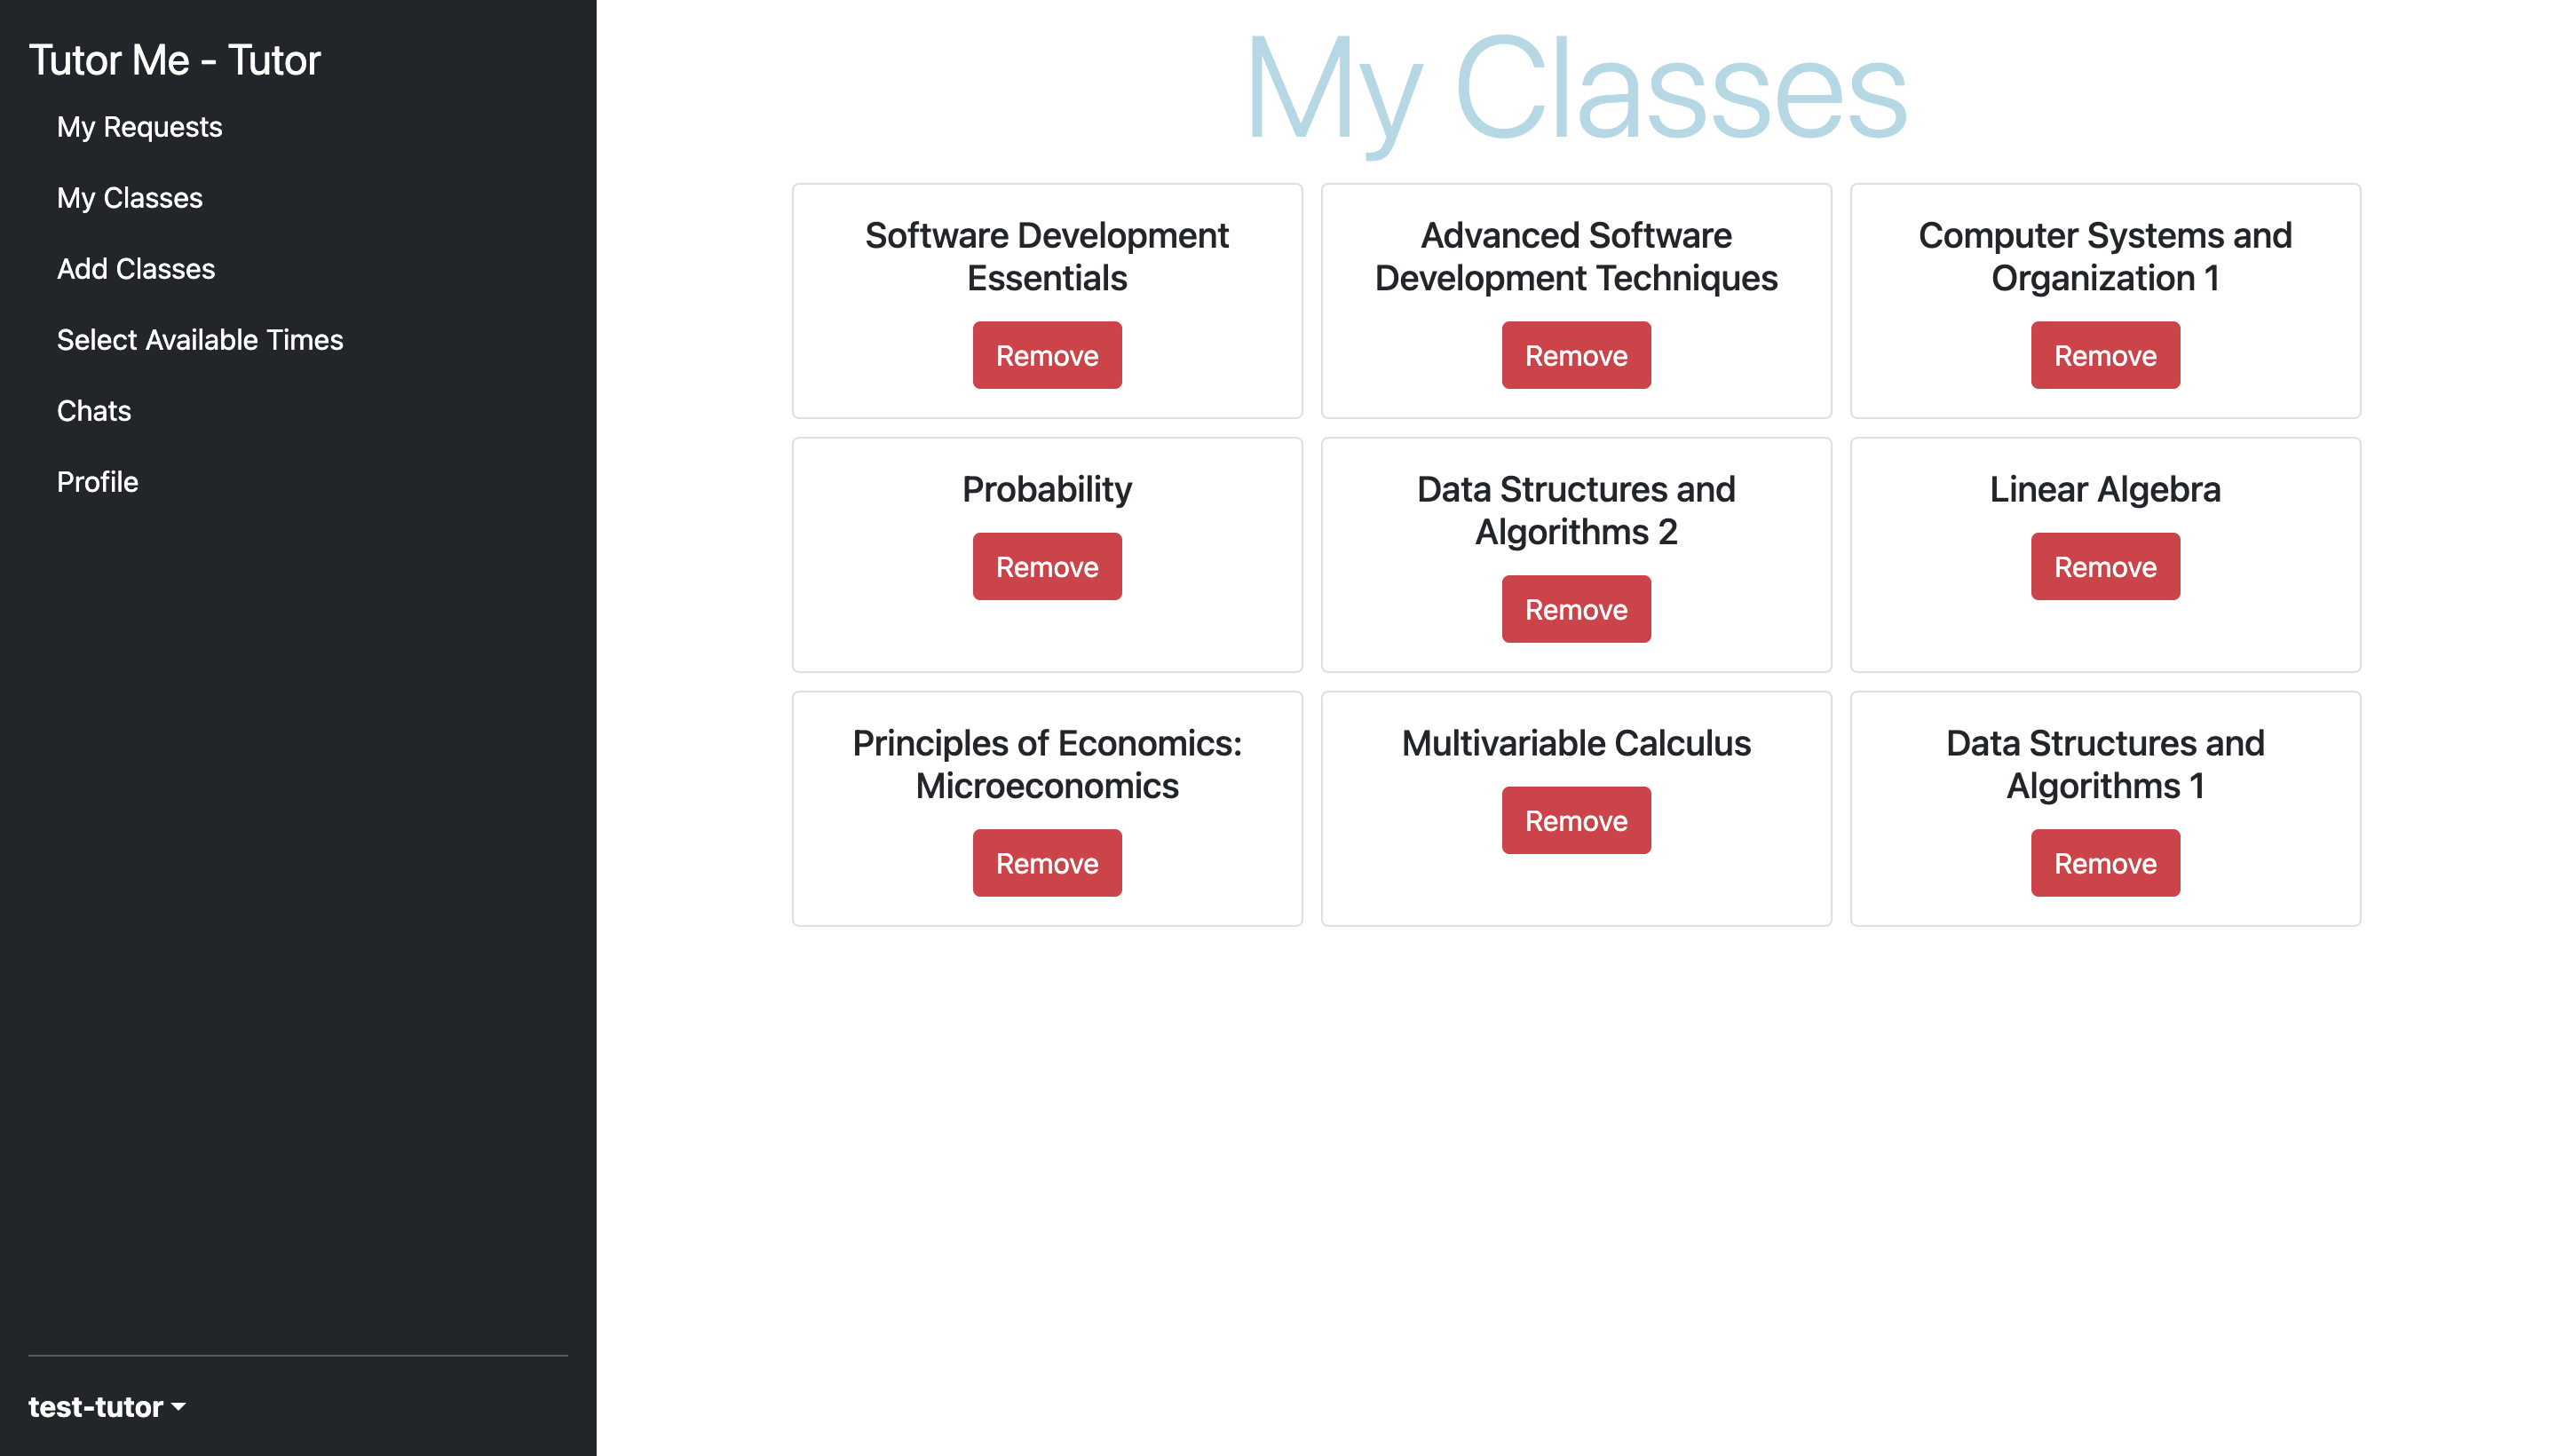 Tutor Me - Tutor
My Requests
My Classes
Add Classes
Select Available Times
Chats
Profile
test-tutor
My Classes
Software Development
Essentials
Remove
Advanced Software
Development Techniques
Remove
Computer Systems and
Organization 1
Remove
Probability
Remove
Data Structures and
Algorithms 2
Remove
Linear Algebra
Remove
Principles of Economics:
Microeconomics
Remove
Multivariable Calculus
Remove
Data Structures and
Algorithms 1
Remove